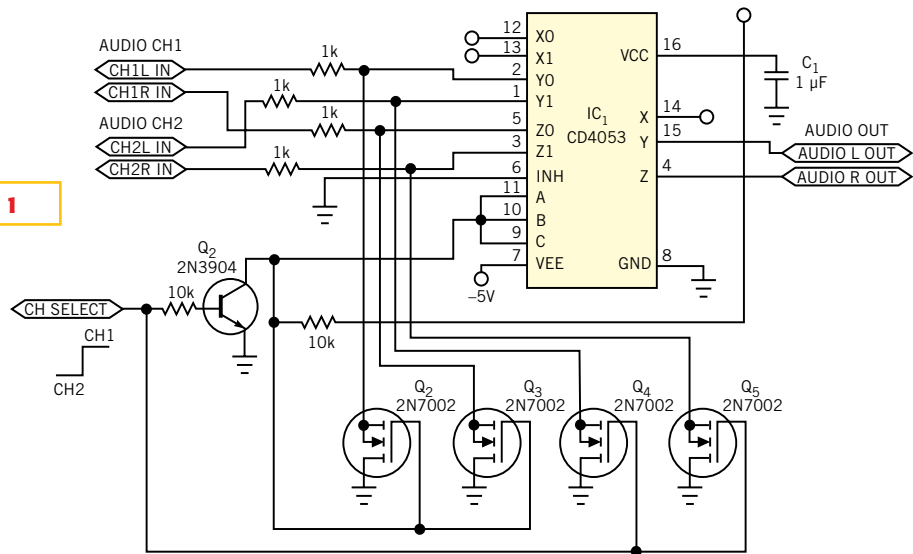 AUDIO CH1
CH1L IN
CH1R IN
AUDIO CH2
CH2L IN
CH2R IN
1k
1k
1k
1k
12 X0
13 X1
2 Y0
1 Y1
5 Z0
3 Z1
6 INH
11 A
10 B
9 C
7 VEE
–5V
IC1
CD4053
VCC 16
X 14
Y 15
Z 4
GND 8
C1
1 µF
AUDIO OUT
AUDIO L OUT
AUDIO R OUT
1
Q2
2N3904
10k
CH SELECT
CH1
CH2
10k
Q2
2N7002
Q3
2N7002
Q4
2N7002
Q5
2N7002